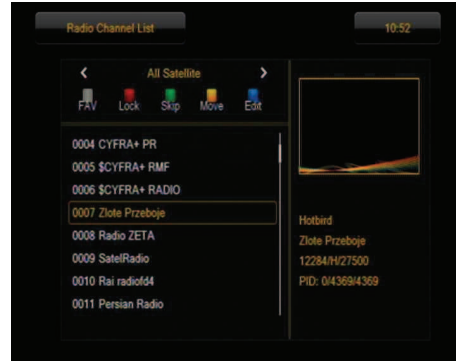 Radio Channel List
10:52
All Satellite
FAV Lock Skip Move Edit
0004 CYFRA+ PR
0005 $CYFRA+ RMF
0006 $CYFRA+ RADIO
0007 Zlote Przeboje
0008 Radio ZETA
0009 SatelRadio
0010 Rai radiofd4
0011 Persian Radio
Hotbird
Zlote Przeboje
12284/H/27500
PID: 0/4369/4369